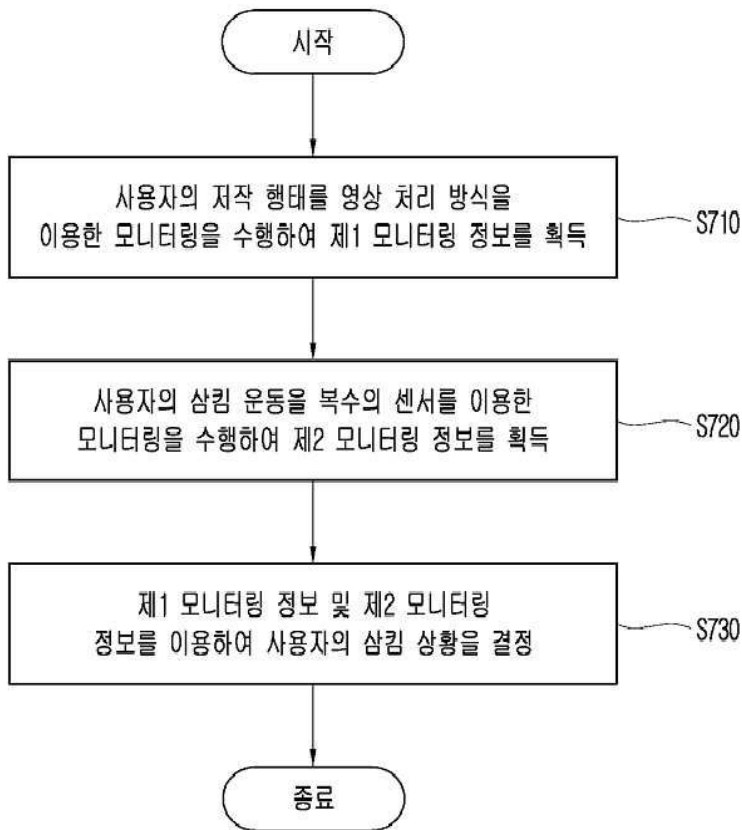 시작
사용자의 저작 행태를 영상 처리 방식을
이용한 모니터링을 수행하여 제1 모니터링 정보를 획득
S710
사용자의 삼킴 운동을 복수의 센서를 이용한
모니터링을 수행하여 제2 모니터링 정보를 획득
S720
제1 모니터링 정보 및 제2 모니터링
정보를 이용하여 사용자의 삼킴 상황을 결정
S730
종료